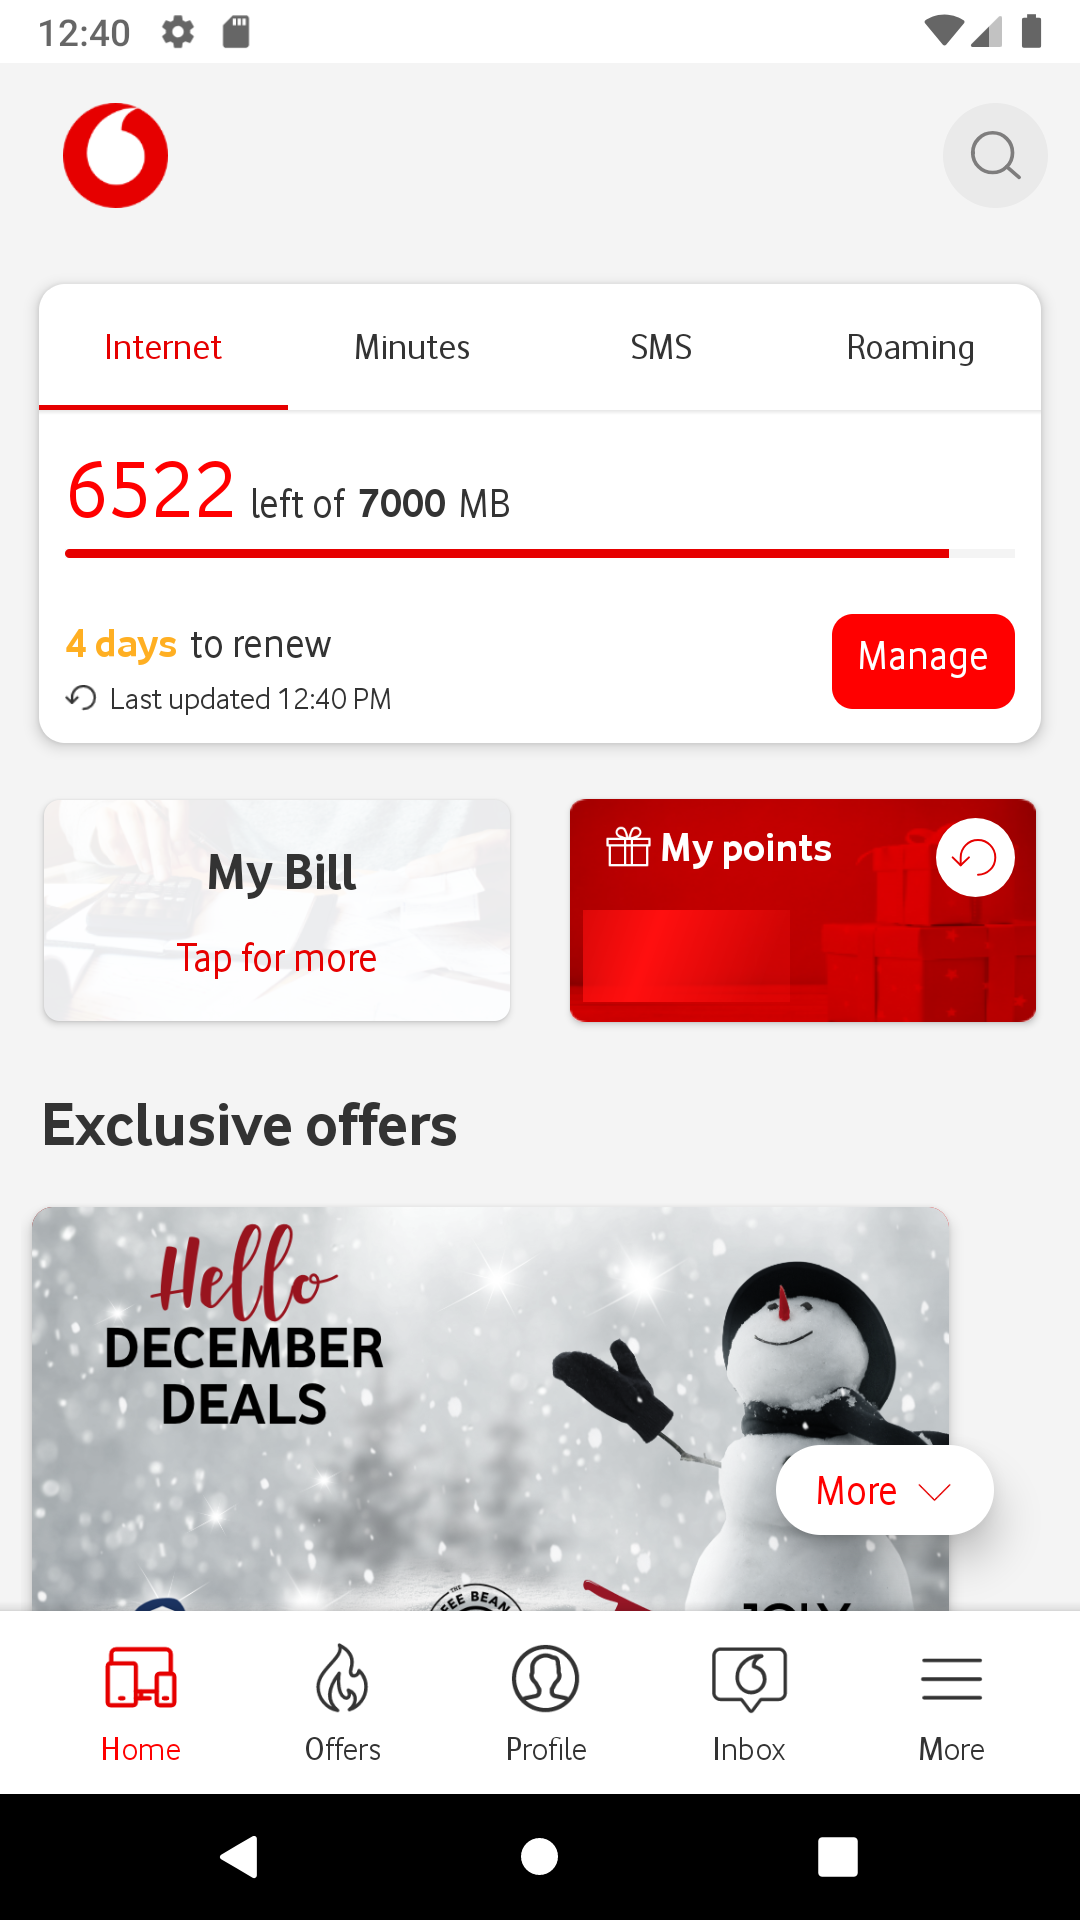 12:40
Internet Minutes SMS Roaming
6522 left of 7000 MB
4 days to renew
Manage
Last updated 12:40 PM
My Bill
Tap for more
My points
Exclusive offers
Hello
DECEMBER
DEALS
More
THE
BEAN
Home Offers Profile Inbox More